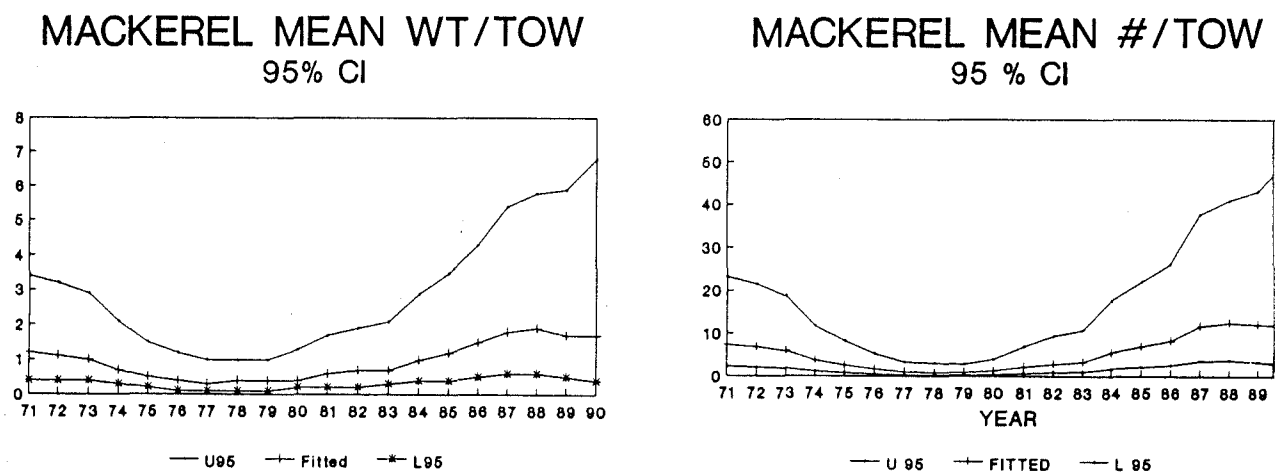 MACKEREL MEAN WT/TOW
95% CI
8
7
6
5
4
3
2
1
0
71 72 73 74 75 76 77 78 79 80 81 82 83 84 85 86 87 88 89 90
U95 Fitted L95
MACKEREL MEAN #/TOW
95 % CI
60
50
40
30
20
10
0
71 72 73 74 75 76 77 78 79 80 81 82 83 84 85 86 87 88 89
YEAR
U 95 FITTED L 95